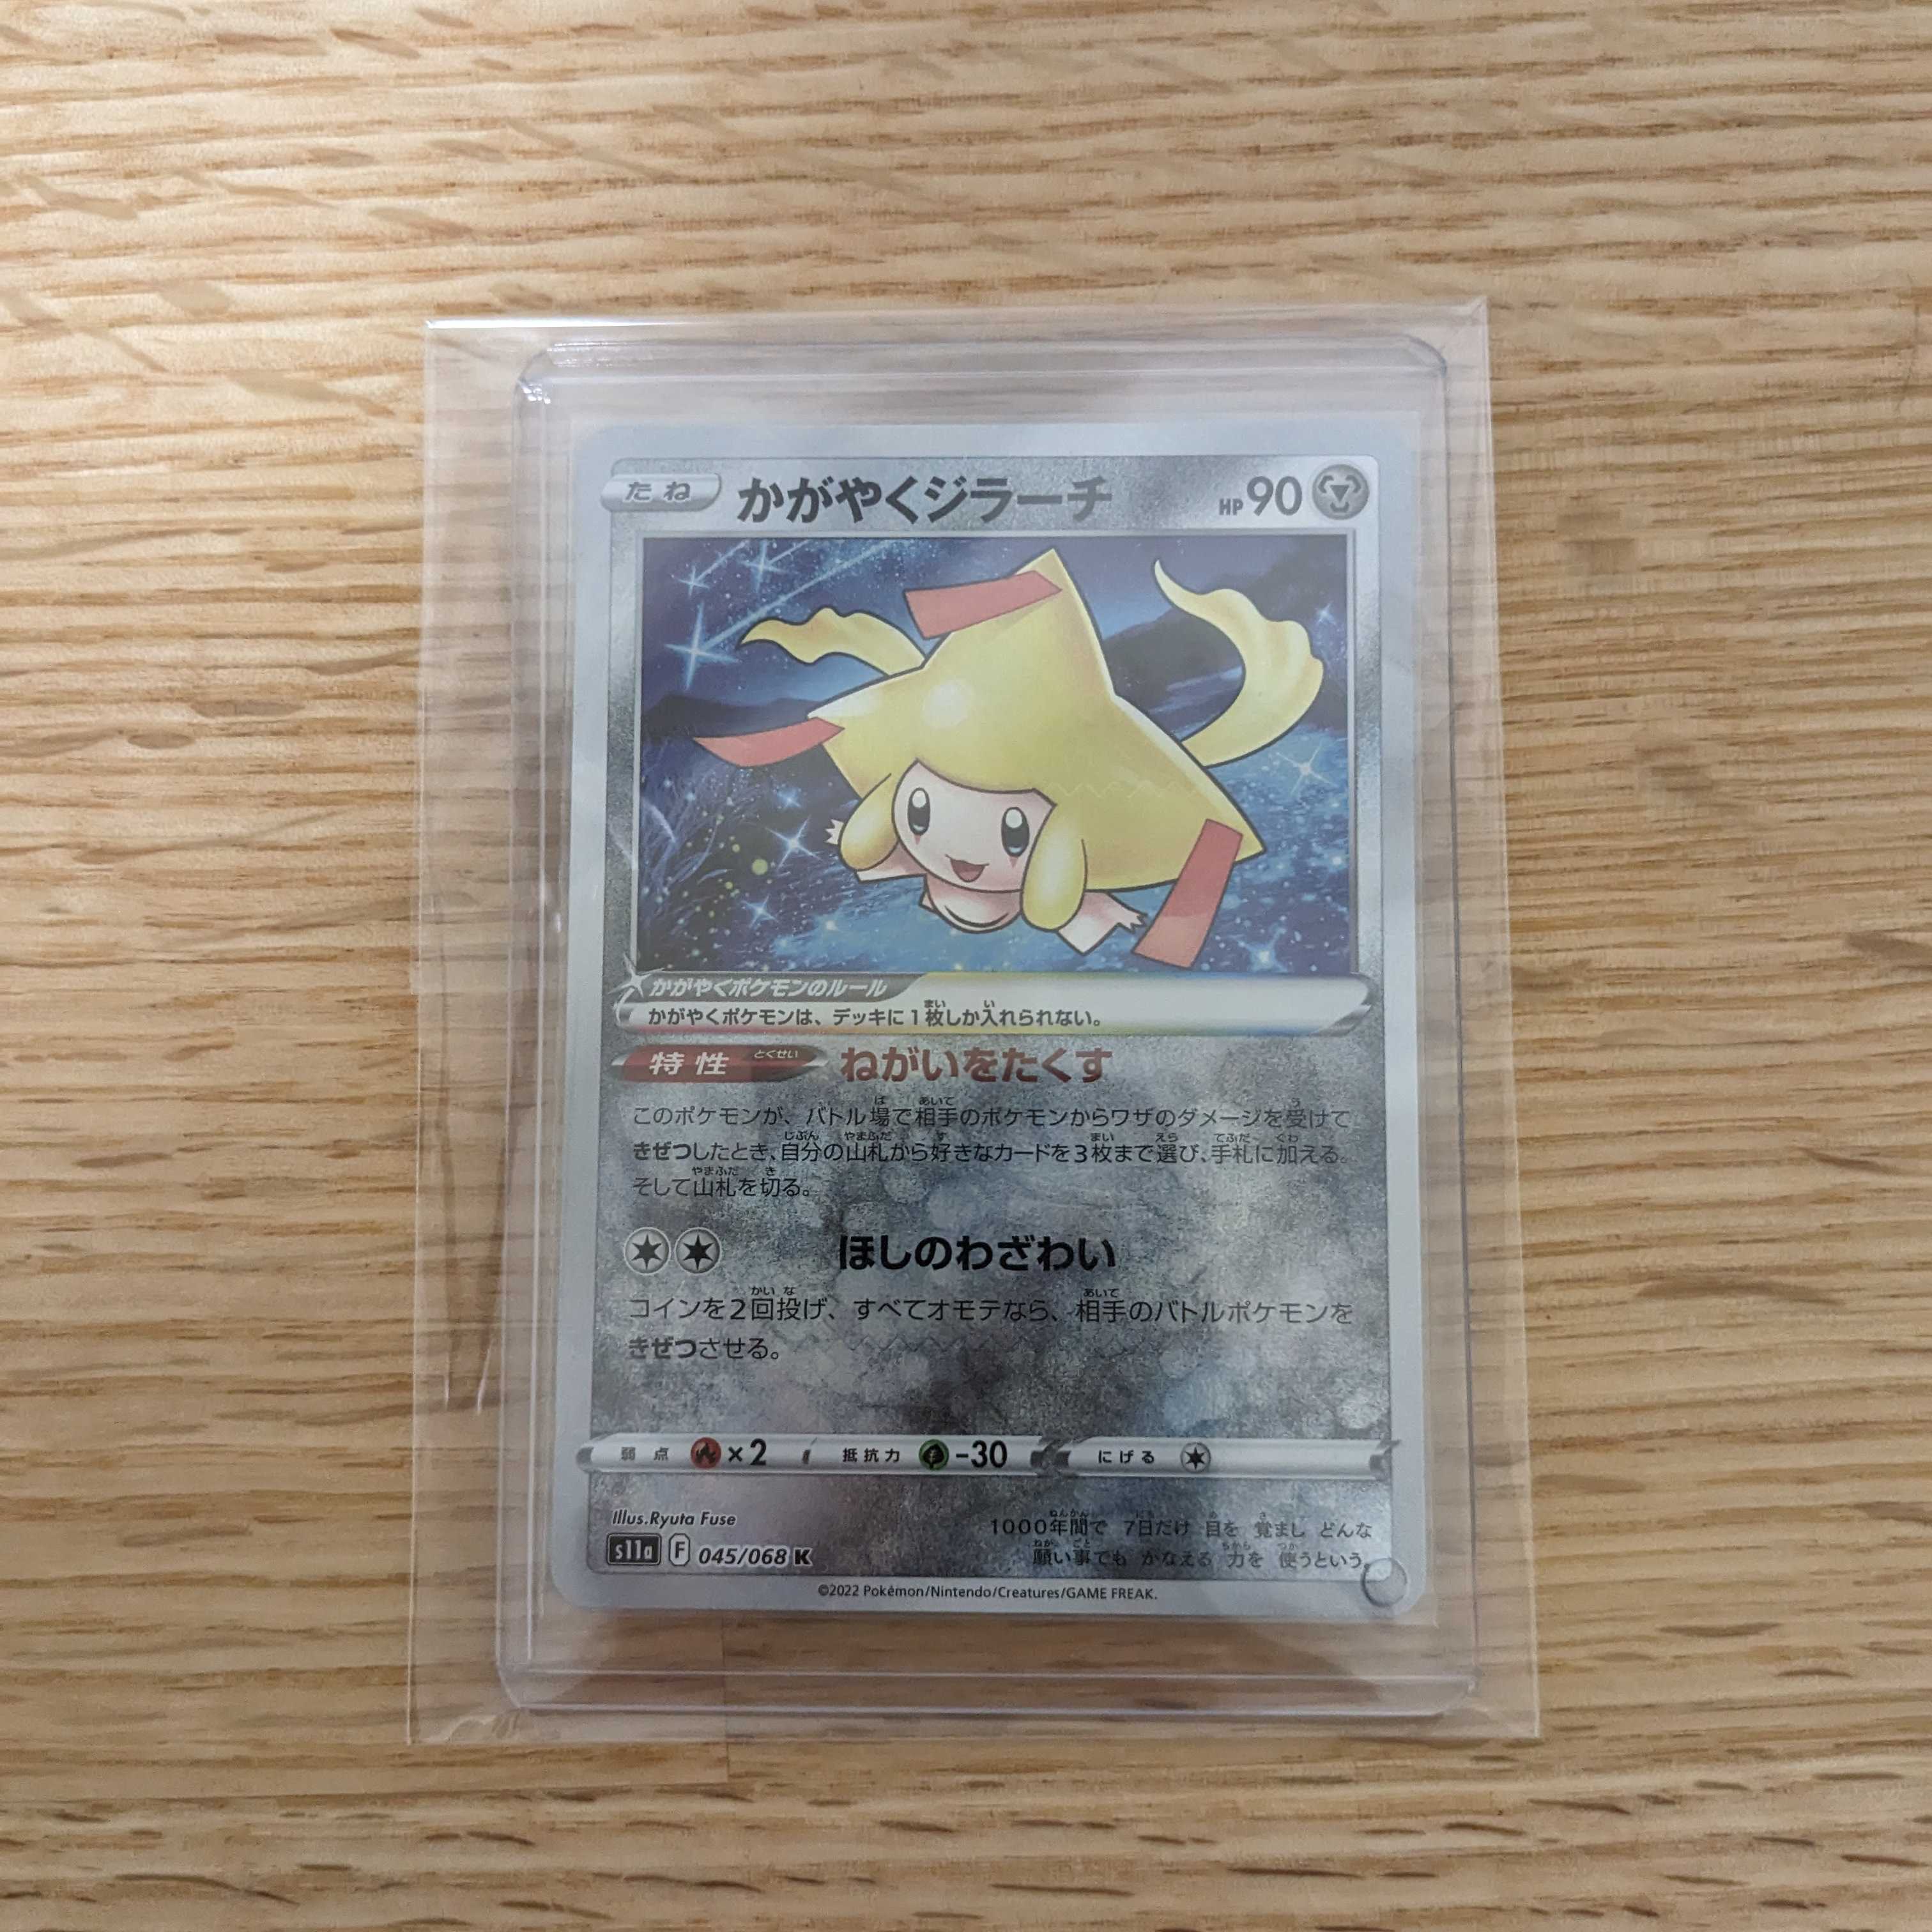 たね かがやくジラーチ HP90
かがやくポケモンのルール
かがやくポケモンは、デッキに1枚しか入れられない。
特性 とくせい ねがいをたくす
このポケモンが、バトル場で相手のポケモンからワザのダメージを受けて
きぜつしたとき、自分の山札から好きなカードを3枚まで選び、手札に加える。
そして山札を切る。
ほしのわざわい
コインを2回投げ、すべてオモテなら、相手のバトルポケモンを
きぜつさせる。
弱点 ×2 抵抗力 -30 にげる
Illus.Ryuta Fuse
s11a F 045/068 K
1000年間で 7日だけ 目を 覚まし どんな
願い事でも かなえる 力を 使うという。
©2022 Pokémon/Nintendo/Creatures/GAME FREAK.